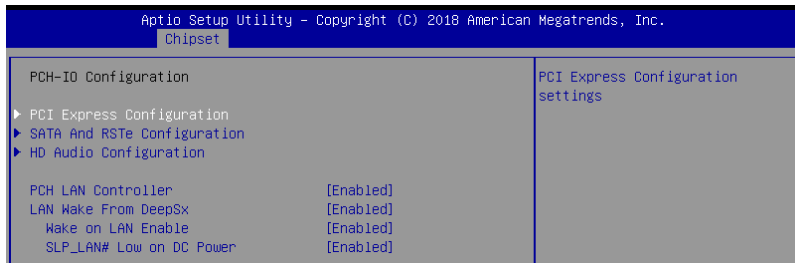 Aptio Setup Utility – Copyright (C) 2018 American Megatrends, Inc.
Chipset
PCH-IO Configuration
PCI Express Configuration
SATA And RSTe Configuration
HD Audio Configuration
PCH LAN Controller [Enabled]
LAN Wake From DeepSx [Enabled]
Wake on LAN Enable [Enabled]
SLP_LAN# Low on DC Power [Enabled]
PCI Express Configuration
settings